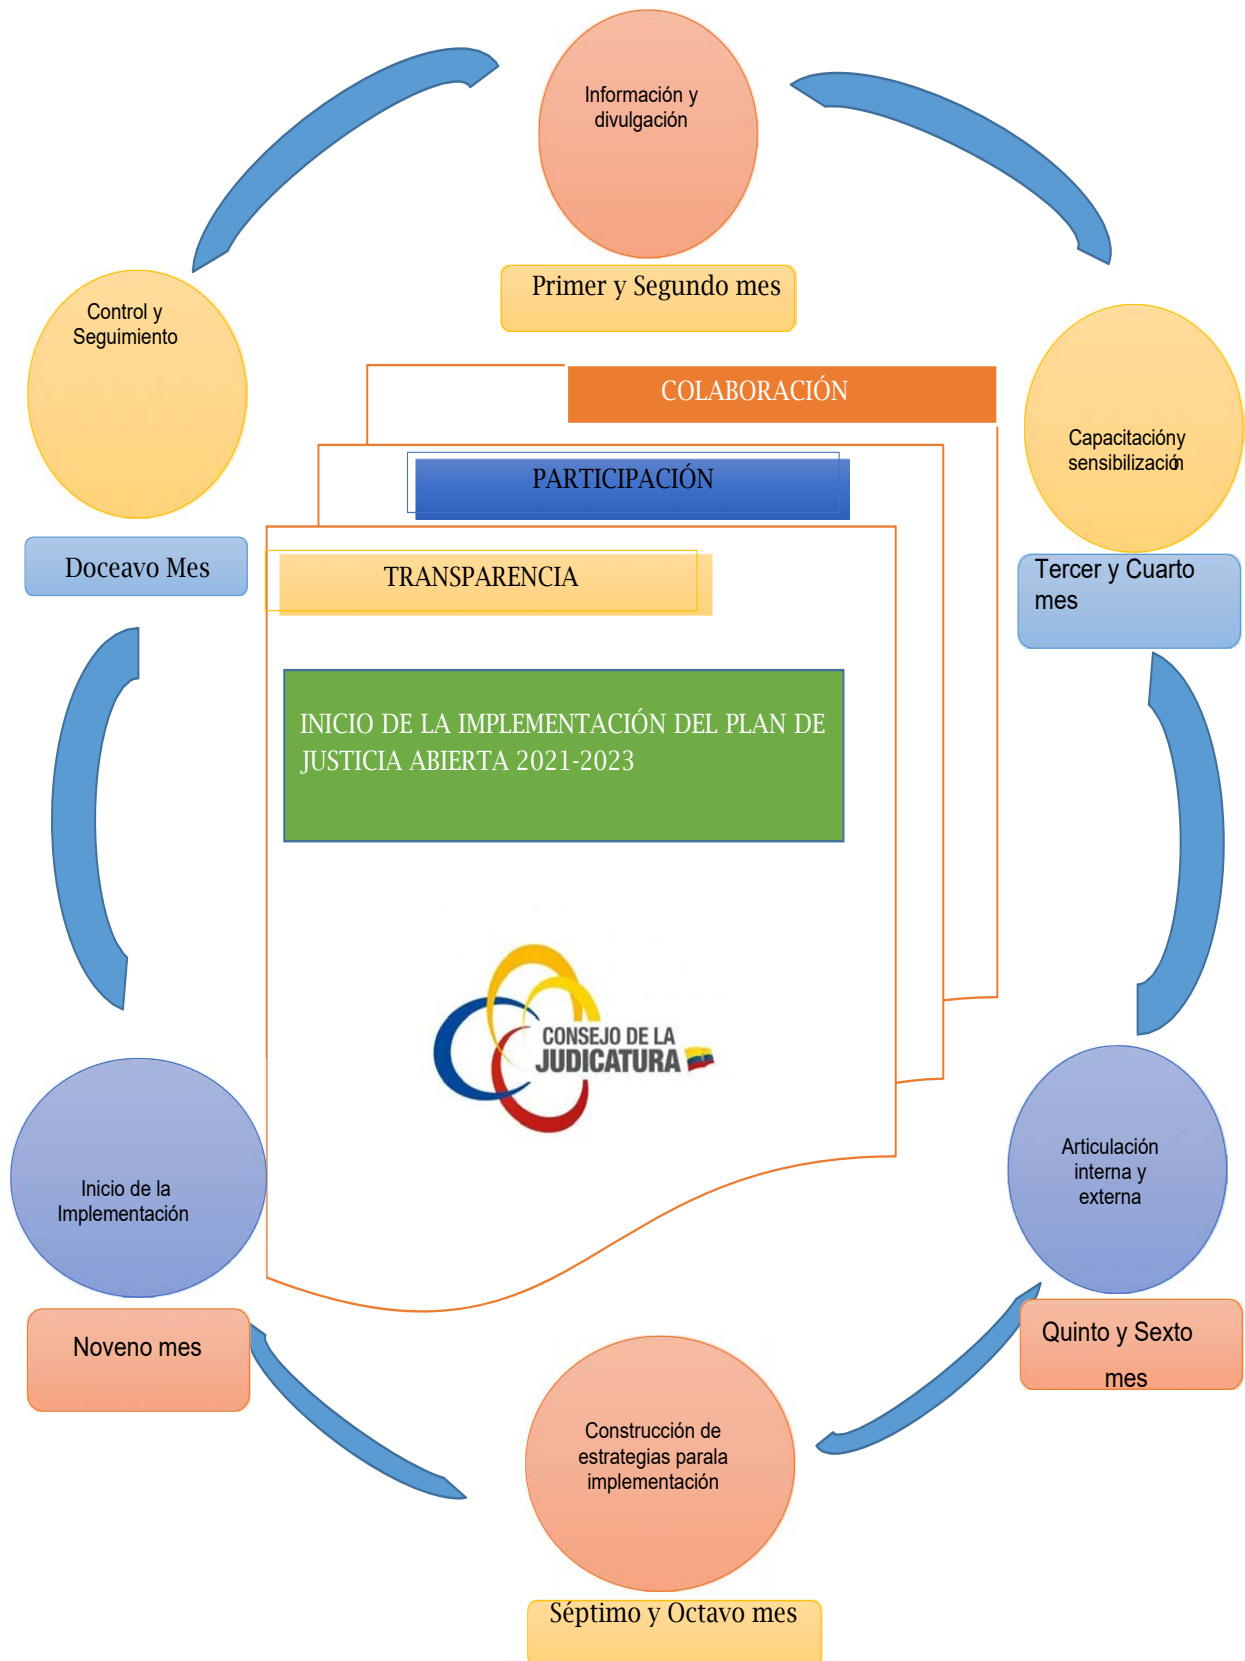 Información y
divulgación
Primer y Segundo mes
Control y
Seguimiento
Doceavo Mes
COLABORACIÓN
PARTICIPACIÓN
TRANSPARENCIA
Capacitacióny
sensibilización
Tercer y Cuarto
mes
INICIO DE LA IMPLEMENTACIÓN DEL PLAN DE
JUSTICIA ABIERTA 2021-2023
CONSEJO DE LA
JUDICATURA
Articulación
interna y
externa
Quinto y Sexto
mes
Inicio de la
Implementación
Noveno mes
Construcción de
estrategias parala
implementación
Séptimo y Octavo mes